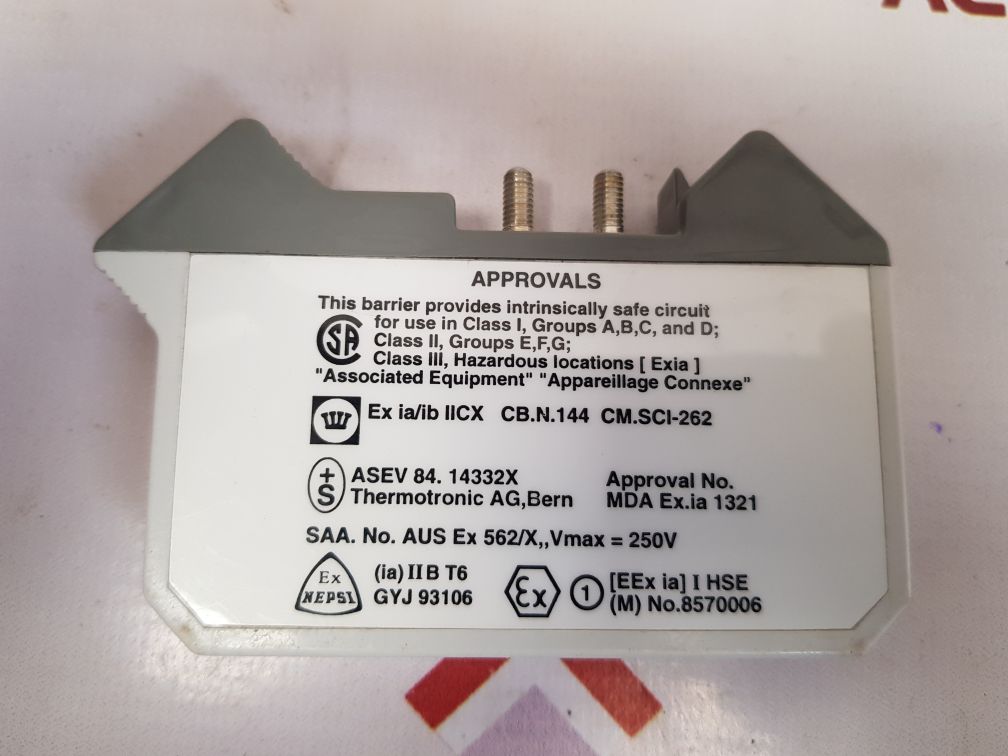 APPROVALS
This barrier provides intrinsically safe circuit
for use in Class I, Groups A,B,C, and D;
Class II, Groups E,F,G;
Class III, Hazardous locations [ Exia ]
"Associated Equipment" "Appareillage Connexe"
SA
Ex ia/ib IICX CB.N.144 CM.SCI-262
+
S
ASEV 84. 14332X
Thermotronic AG,Bern
Approval No.
MDA Ex.ia 1321
SAA. No. AUS Ex 562/X,,Vmax = 250V
Ex
NEPSI
(ia) II B T6
GYJ 93106
Ex
1
[EEx ia] I HSE
(M) No.8570006